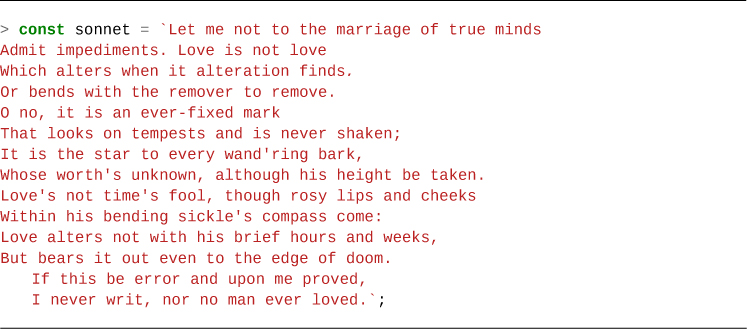 > const sonnet = `Let me not to the marriage of true minds
Admit impediments. Love is not love
Which alters when it alteration finds.
Or bends with the remover to remove.
O no, it is an ever-fixed mark
That looks on tempests and is never shaken;
It is the star to every wand'ring bark,
Whose worth's unknown, although his height be taken.
Love's not time's fool, though rosy lips and cheeks
Within his bending sickle's compass come:
Love alters not with his brief hours and weeks,
But bears it out even to the edge of doom.
    If this be error and upon me proved,
    I never writ, nor no man ever loved.`;